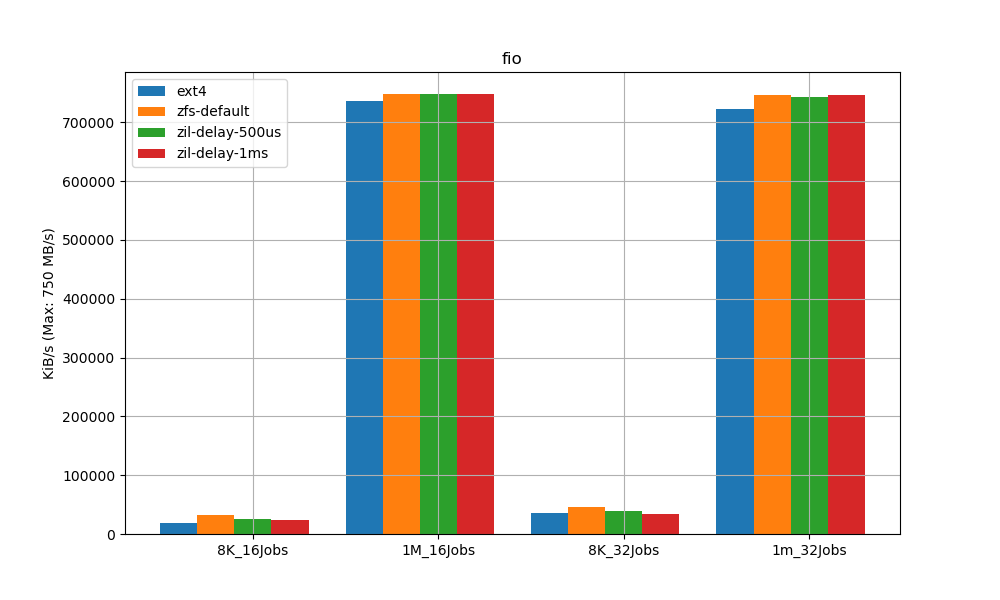 fio
ext4
zfs-default
zil-delay-500us
zil-delay-1ms
KiB/s (Max: 750 MB/s)
700000
600000
500000
400000
300000
200000
100000
0
8K_16Jobs
1M_16Jobs
8K_32Jobs
1m_32Jobs